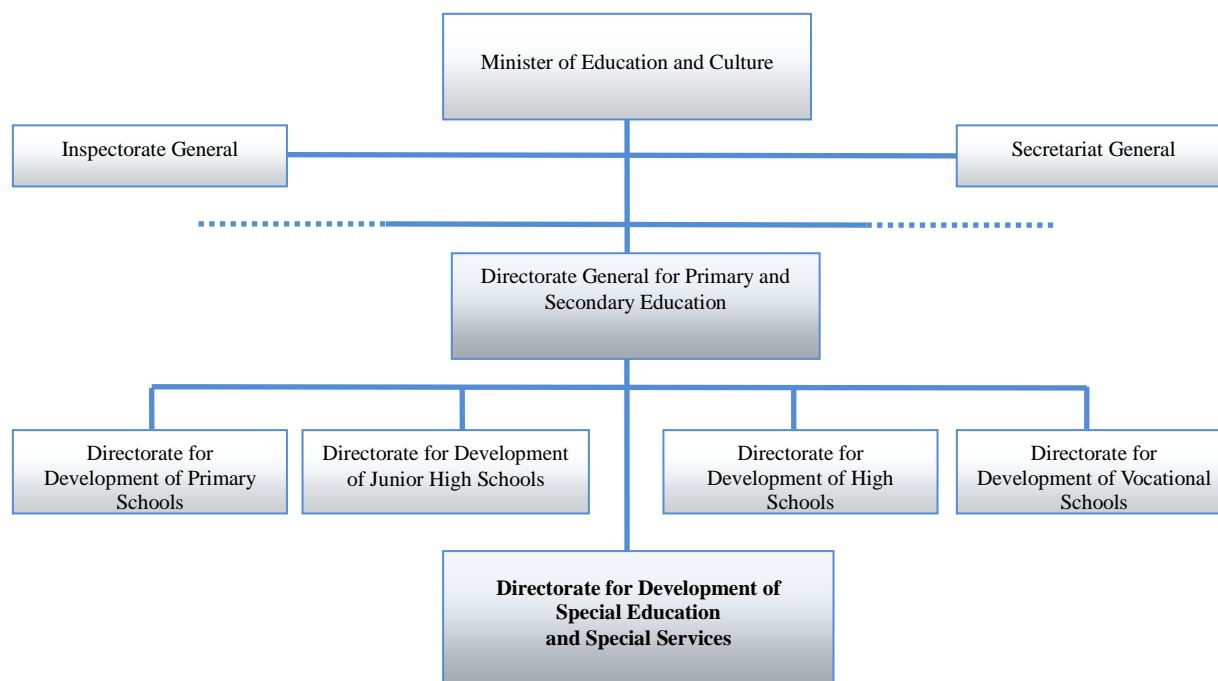 Minister of Education and Culture
Inspectorate General
Secretariat General
Directorate General for Primary and
Secondary Education
Directorate for
Development of Primary
Schools
Directorate for Development
of Junior High Schools
Directorate for
Development of High
Schools
Directorate for
Development of Vocational
Schools
Directorate for Development of
Special Education
and Special Services